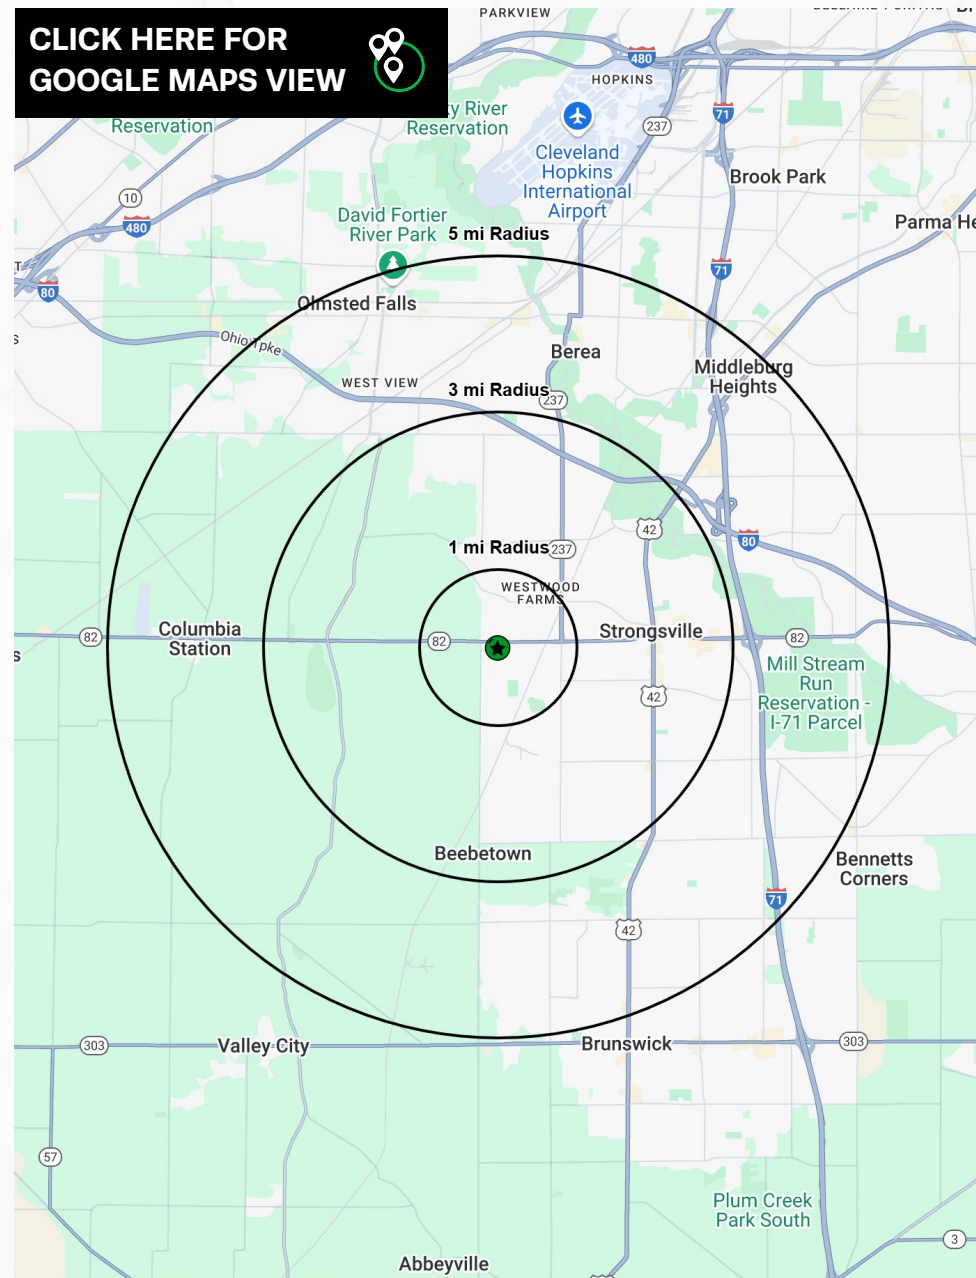 CLICK HERE FOR
GOOGLE MAPS VIEW
PARKVIEW
480
HOPKINS
71
237
Reservation
ky River
Reservation
Cleveland
Hopkins
International
Airport
Brook Park
10
480
David Fortier
River Park
5 mi Radius
Parma He
71
80
Olmsted Falls
Ohio Tpke
Berea
WEST VIEW
Middleburg
Heights
3 mi Radius
237
42
80
1 mi Radius
237
WESTWOOD
FARMS
82
Columbia
Station
82
Strongsville
82
Mill Stream
Run
Reservation -
I-71 Parcel
42
Beebetown
Bennetts
Corners
71
42
303
Valley City
Brunswick
303
57
Plum Creek
Park South
3
Abbeyville